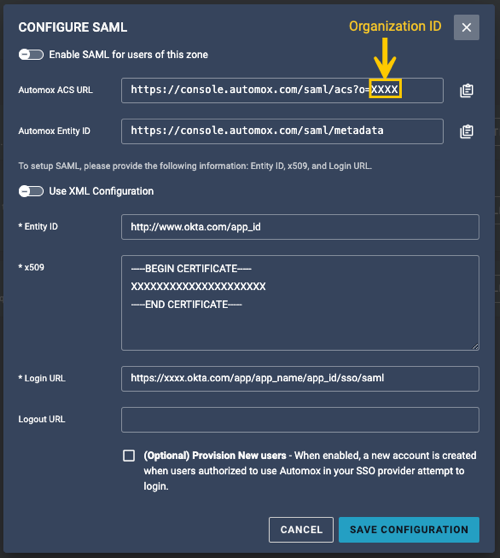 CONFIGURE SAML
Organization ID
Enable SAML for users of this zone
Automox ACS URL
https://console.automox.com/saml/acs?o=XXXX
Automox Entity ID
https://console.automox.com/saml/metadata
To setup SAML, please provide the following information: Entity ID, x509, and Login URL.
Use XML Configuration
* Entity ID
http://www.okta.com/app_id
* x509
-----BEGIN CERTIFICATE-----
XXXXXXXXXXXXXXXXXXXXX
-----END CERTIFICATE-----
* Login URL
https://xxxx.okta.com/app/app_name/app_id/sso/saml
Logout URL
(Optional) Provision New users - When enabled, a new account is created
when users authorized to use Automox in your SSO provider attempt to
login.
CANCEL
SAVE CONFIGURATION